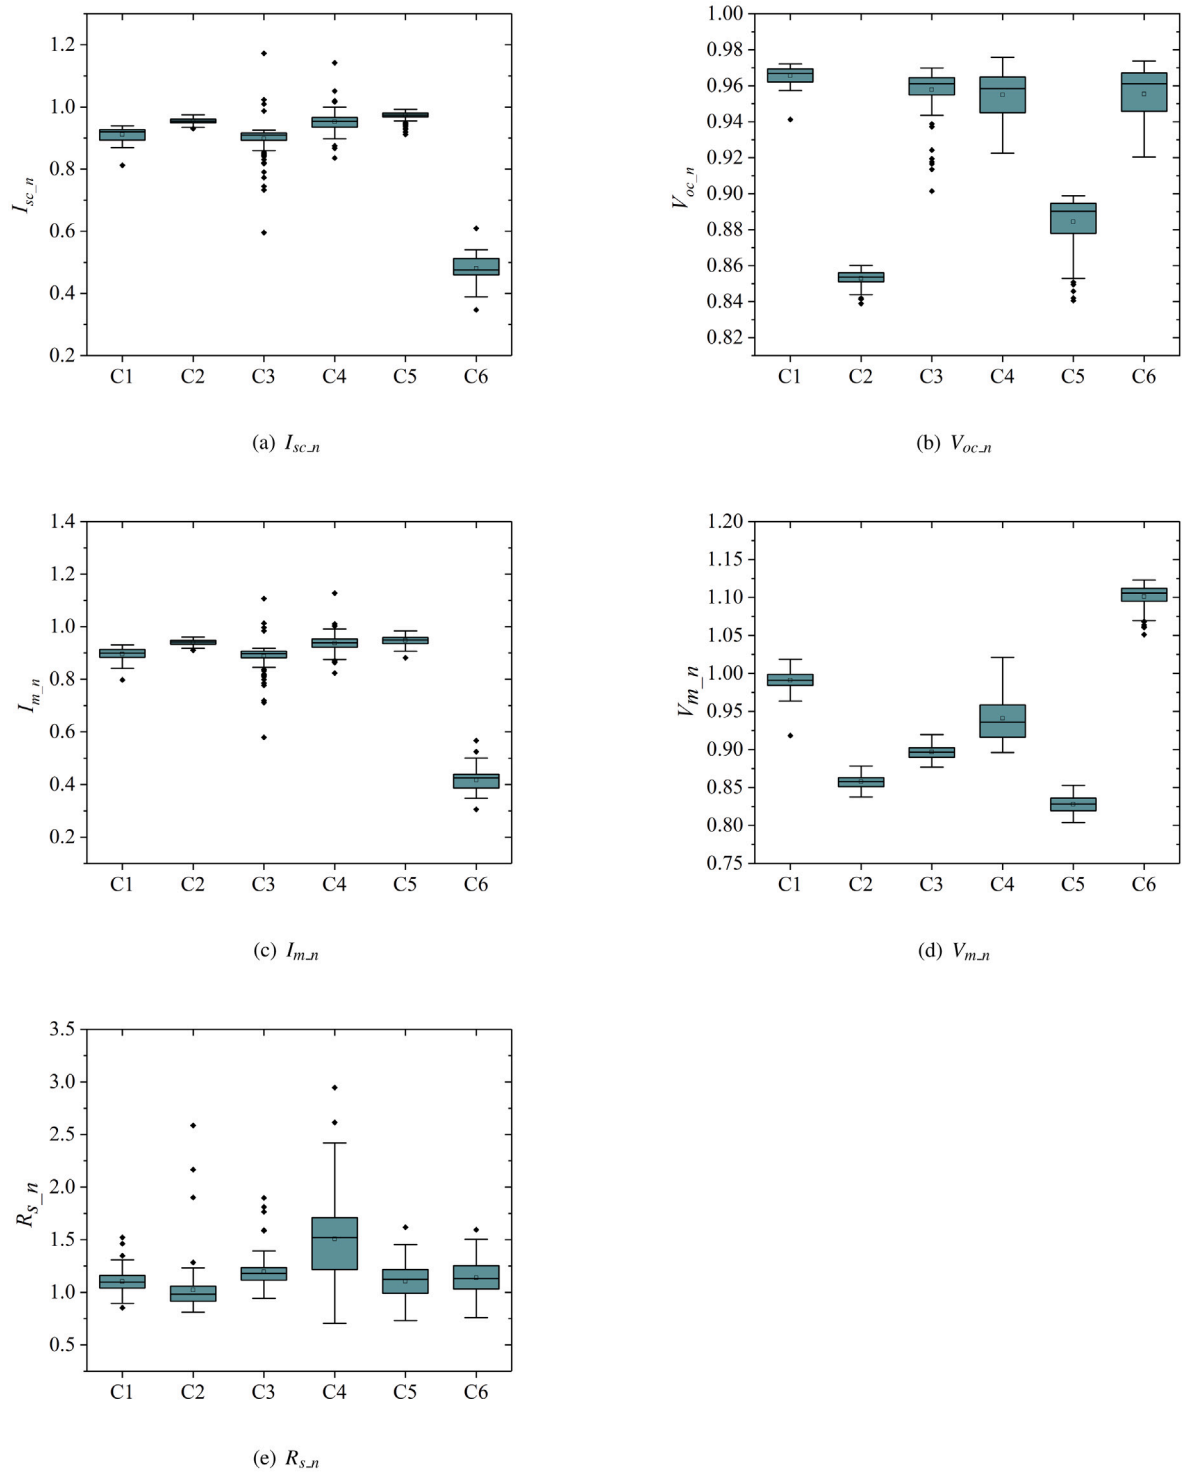 1.2
1.0
0.8
0.6
0.4
0.2
I_sc_n
C1 C2 C3 C4 C5 C6
(a) I_sc_n
1.00
0.98
0.96
0.94
0.92
0.90
0.88
0.86
0.84
0.82
V_oc_n
C1 C2 C3 C4 C5 C6
(b) V_oc_n
1.4
1.2
1.0
0.8
0.6
0.4
0.2
I_m_n
C1 C2 C3 C4 C5 C6
(c) I_m_n
1.20
1.15
1.10
1.05
1.00
0.95
0.90
0.85
0.80
0.75
V_m_n
C1 C2 C3 C4 C5 C6
(d) V_m_n
3.5
3.0
2.5
2.0
1.5
1.0
0.5
R_s_n
C1 C2 C3 C4 C5 C6
(e) R_s_n